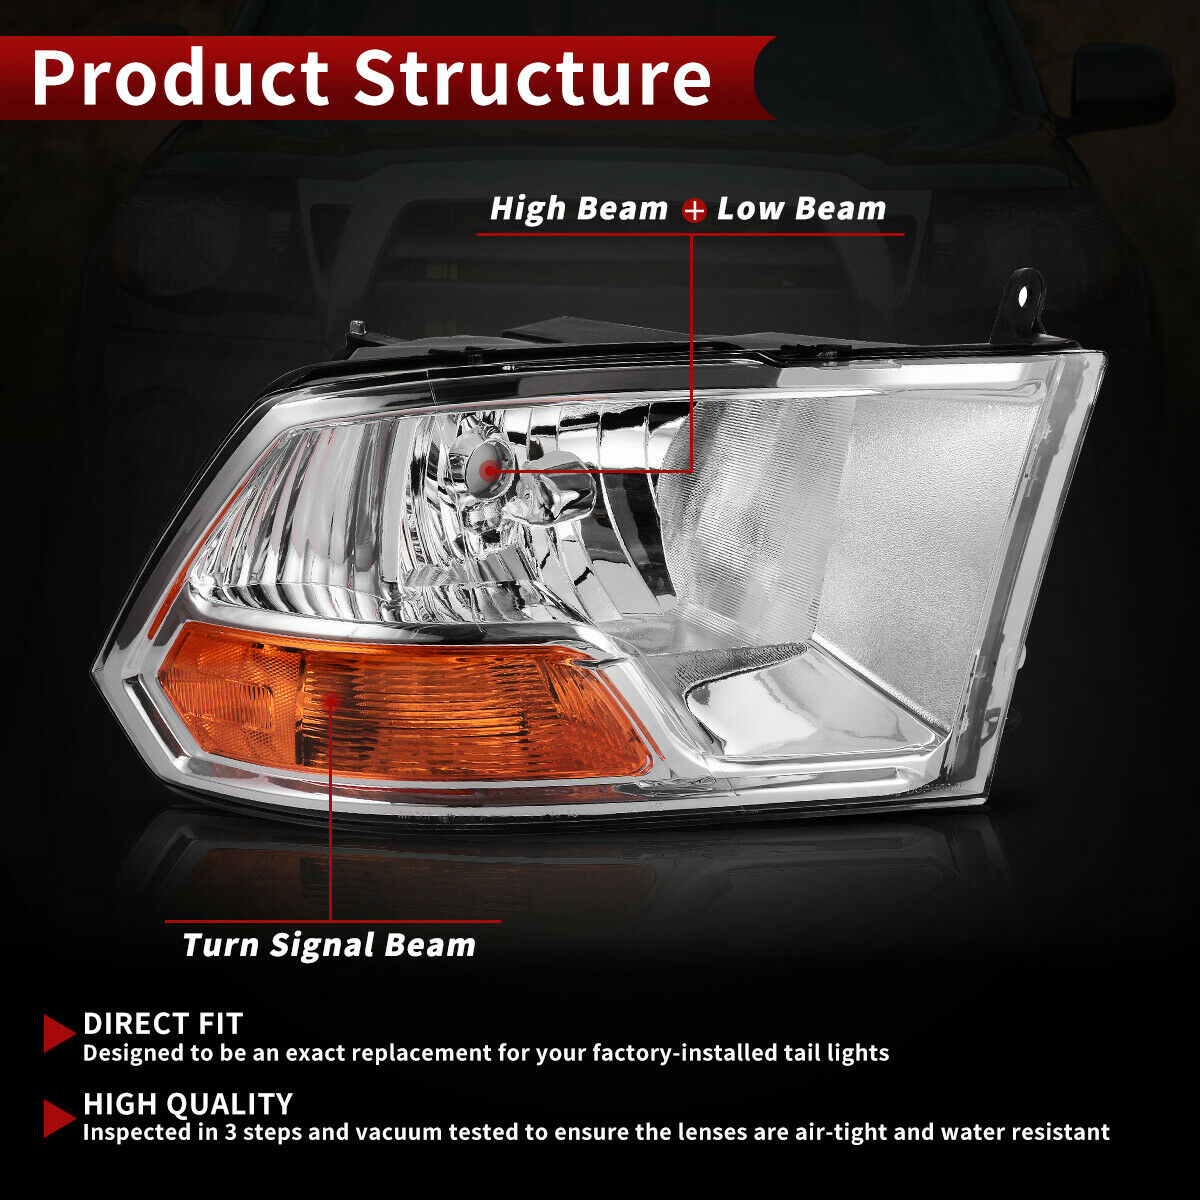 Product Structure
High Beam + Low Beam
Turn Signal Beam
DIRECT FIT
Designed to be an exact replacement for your factory-installed tail lights
HIGH QUALITY
Inspected in 3 steps and vacuum tested to ensure the lenses are air-tight and water resistant